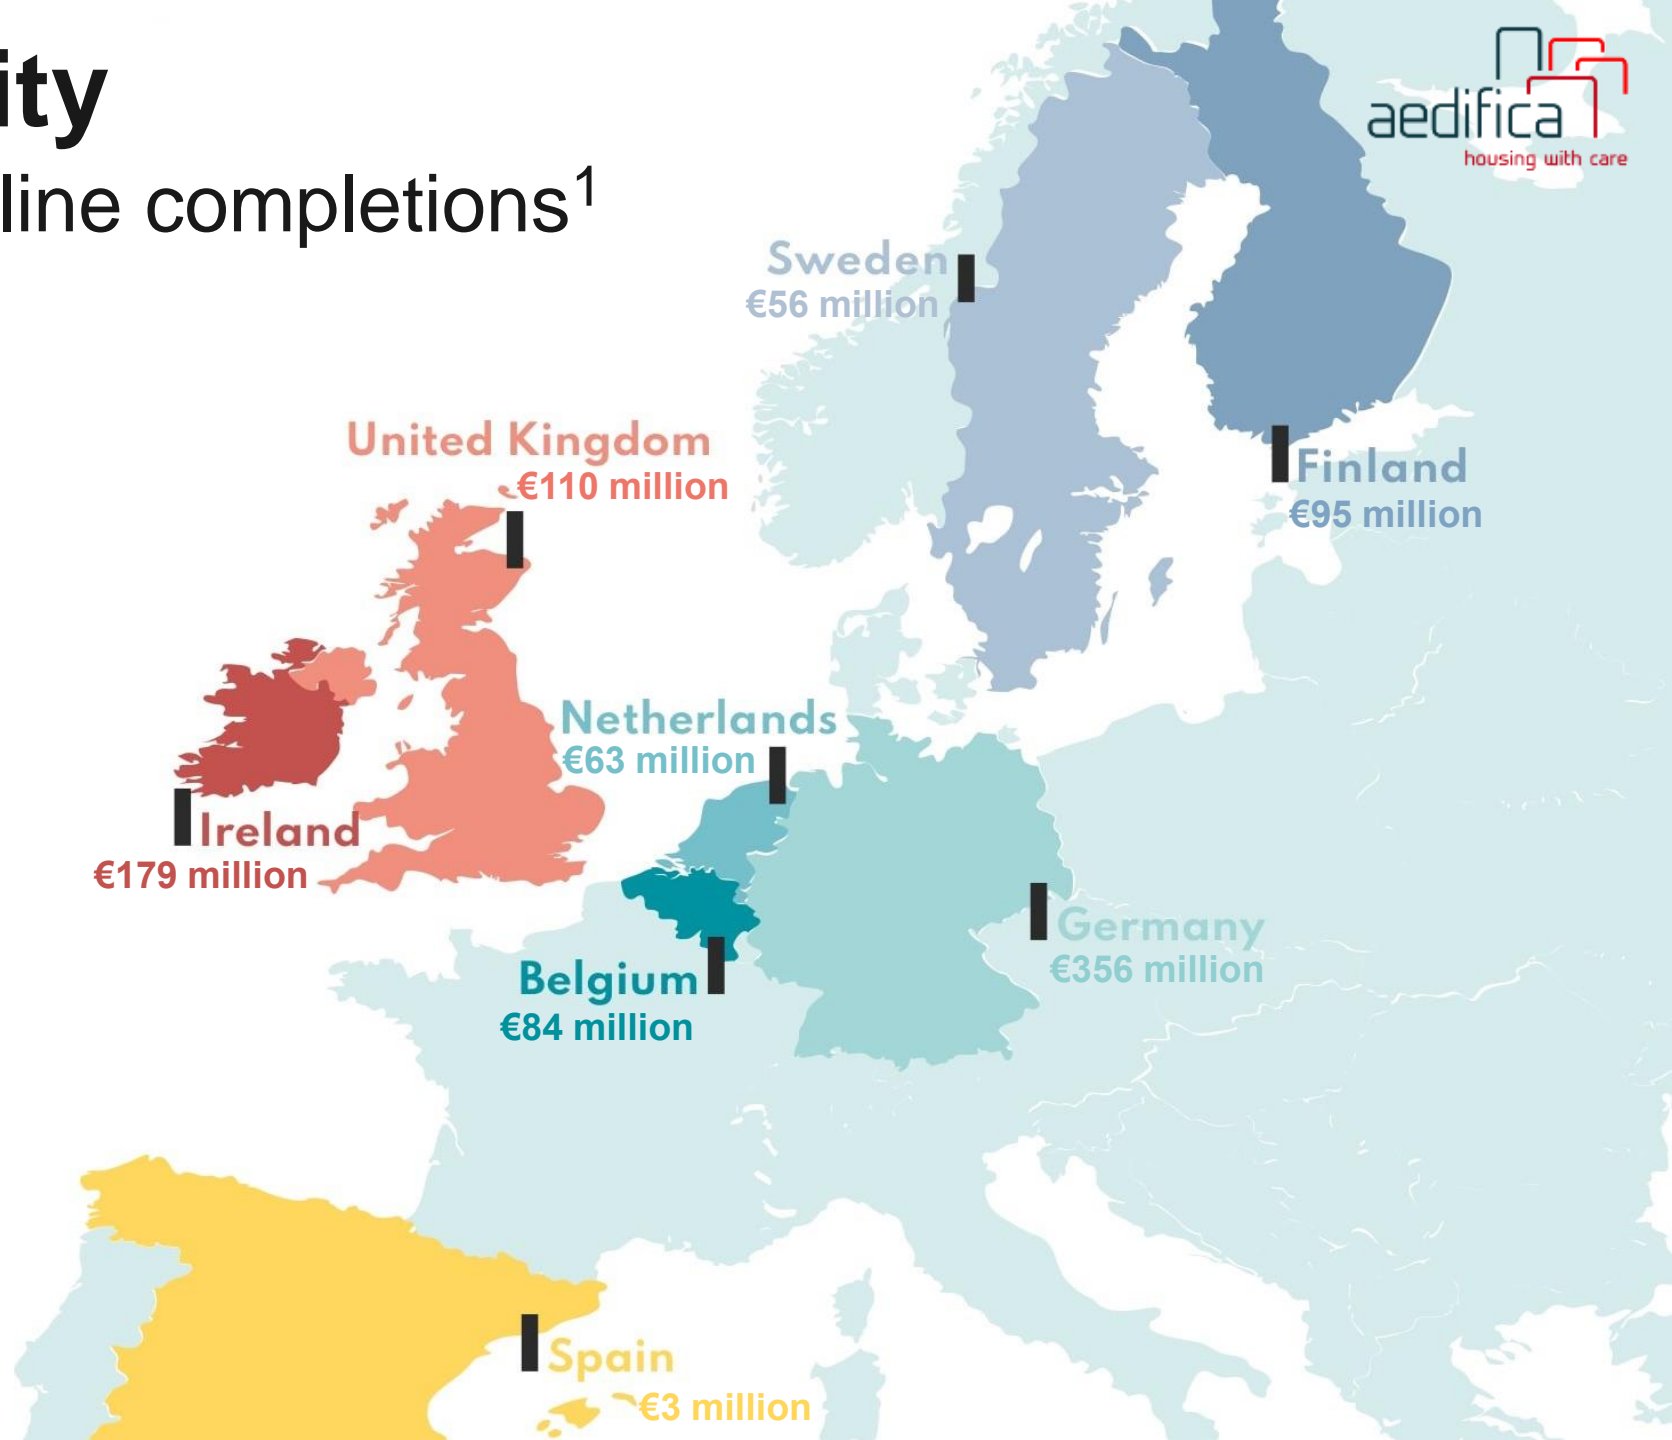 ity
line completions¹
aedifica
housing with care
Sweden
€56 million
United Kingdom
€110 million
Finland
€95 million
Netherlands
€63 million
Ireland
€179 million
Germany
€356 million
Belgium
€84 million
Spain
€3 million